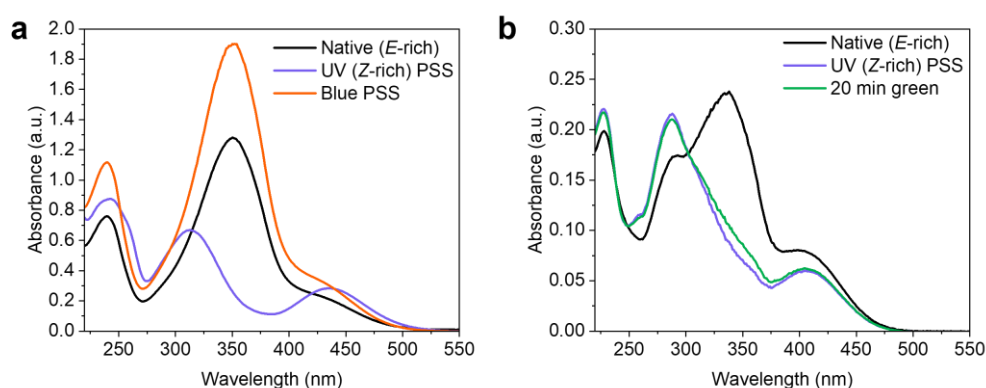 a
Absorbance (a.u.)
2.0
1.8
1.6
1.4
1.2
1.0
0.8
0.6
0.4
0.2
0.0
Native (E-rich)
UV (Z-rich) PSS
Blue PSS
250 300 350 400 450 500 550
Wavelength (nm)
b
Absorbance (a.u.)
0.30
0.25
0.20
0.15
0.10
0.05
0.00
Native (E-rich)
UV (Z-rich) PSS
20 min green
250 300 350 400 450 500 550
Wavelength (nm)